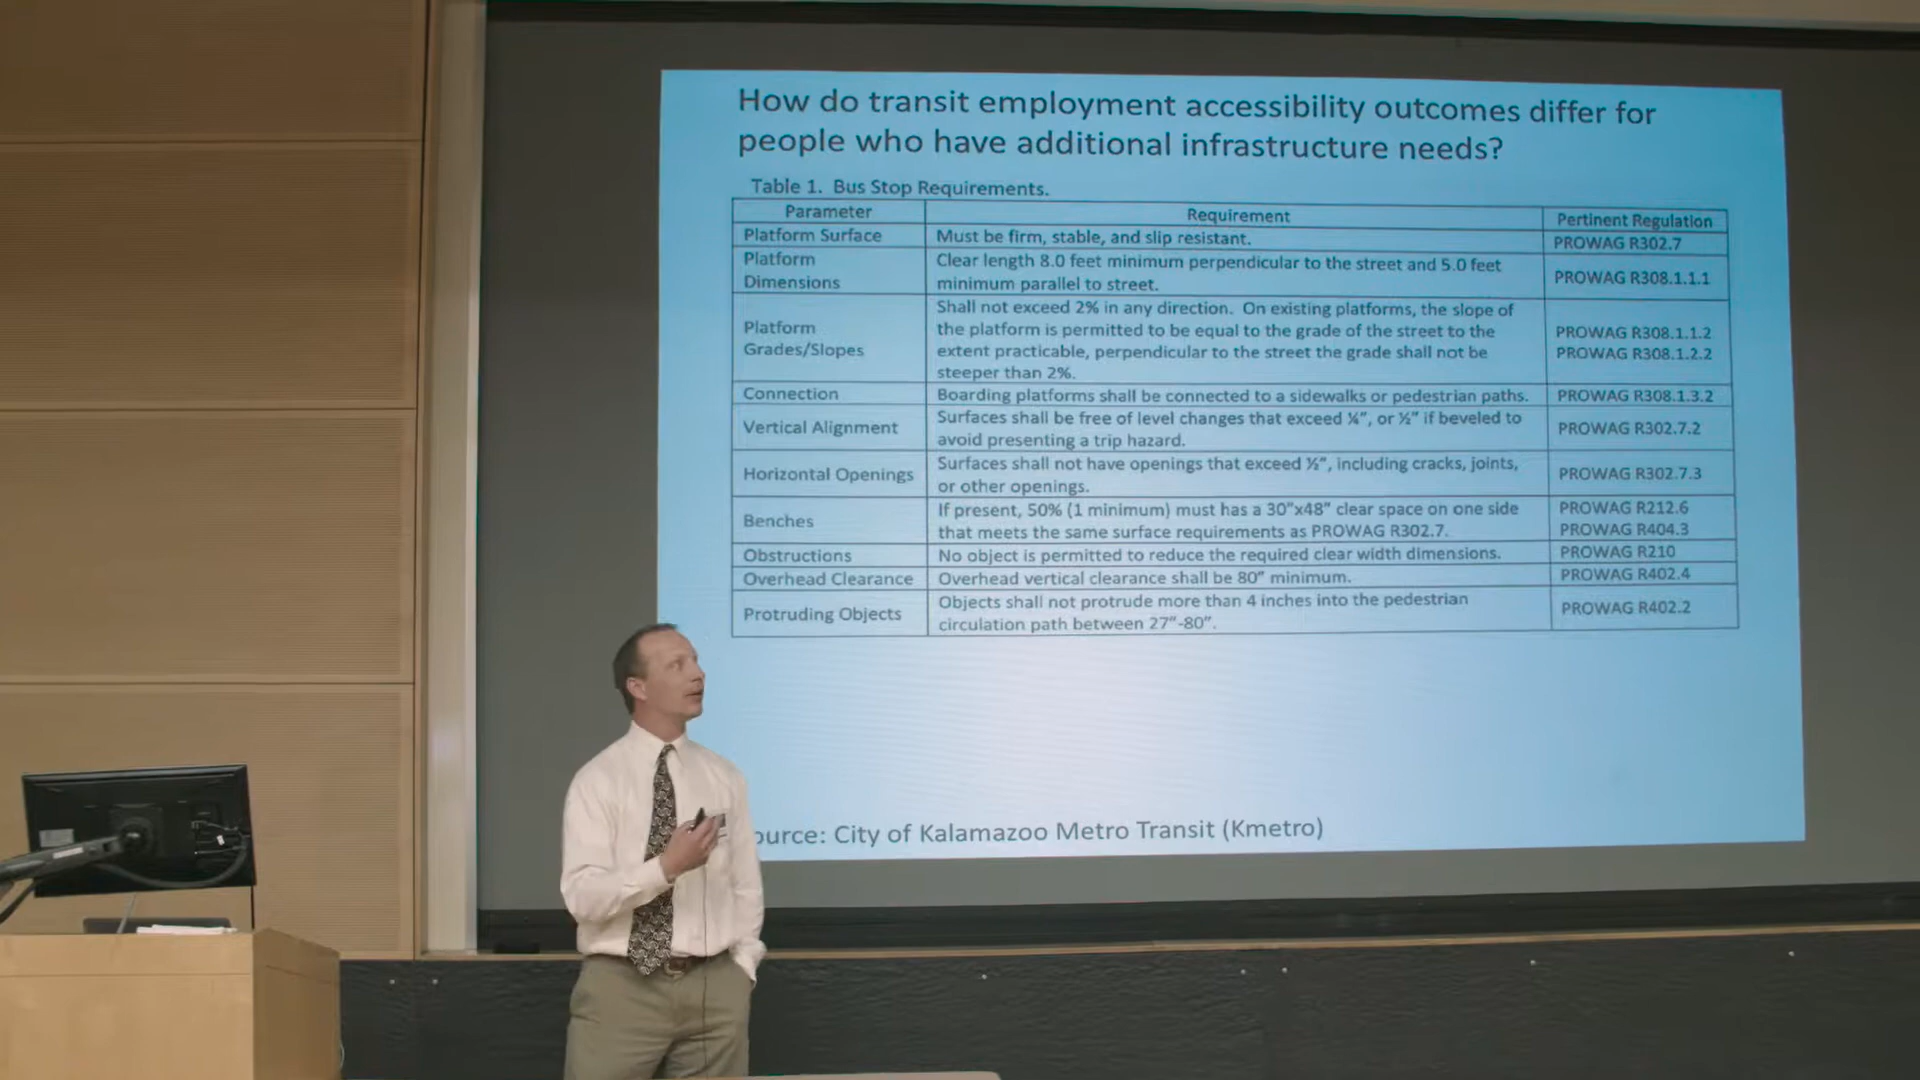 How do transit employment accessibility outcomes differ for
people who have additional infrastructure needs?
Table 1. Bus Stop Requirements.
Parameter Requirement Pertinent Regulation
Platform Surface Must be firm, stable, and slip resistant. PROWAG R302.7
Platform Dimensions Clear length 8.0 feet minimum perpendicular to the street and 5.0 feet
minimum parallel to street. PROWAG R308.1.1.1
Platform Grades/Slopes Shall not exceed 2% in any direction. On existing platforms, the slope of
the platform is permitted to be equal to the grade of the street to the
extent practicable, perpendicular to the street the grade shall not be
steeper than 2%. PROWAG R308.1.1.2
PROWAG R308.1.2.2
Connection Boarding platforms shall be connected to a sidewalks or pedestrian paths. PROWAG R308.1.3.2
Vertical Alignment Surfaces shall be free of level changes that exceed ¼”, or ½” if beveled to
avoid presenting a trip hazard. PROWAG R302.7.2
Horizontal Openings Surfaces shall not have openings that exceed ½”, including cracks, joints,
or other openings. PROWAG R302.7.3
Benches If present, 50% (1 minimum) must has a 30”x48” clear space on one side
that meets the same surface requirements as PROWAG R302.7. PROWAG R212.6
PROWAG R404.3
Obstructions No object is permitted to reduce the required clear width dimensions. PROWAG R210
Overhead Clearance Overhead vertical clearance shall be 80” minimum. PROWAG R402.4
Protruding Objects Objects shall not protrude more than 4 inches into the pedestrian
circulation path between 27”-80”. PROWAG R402.2
ource: City of Kalamazoo Metro Transit (Kmetro)